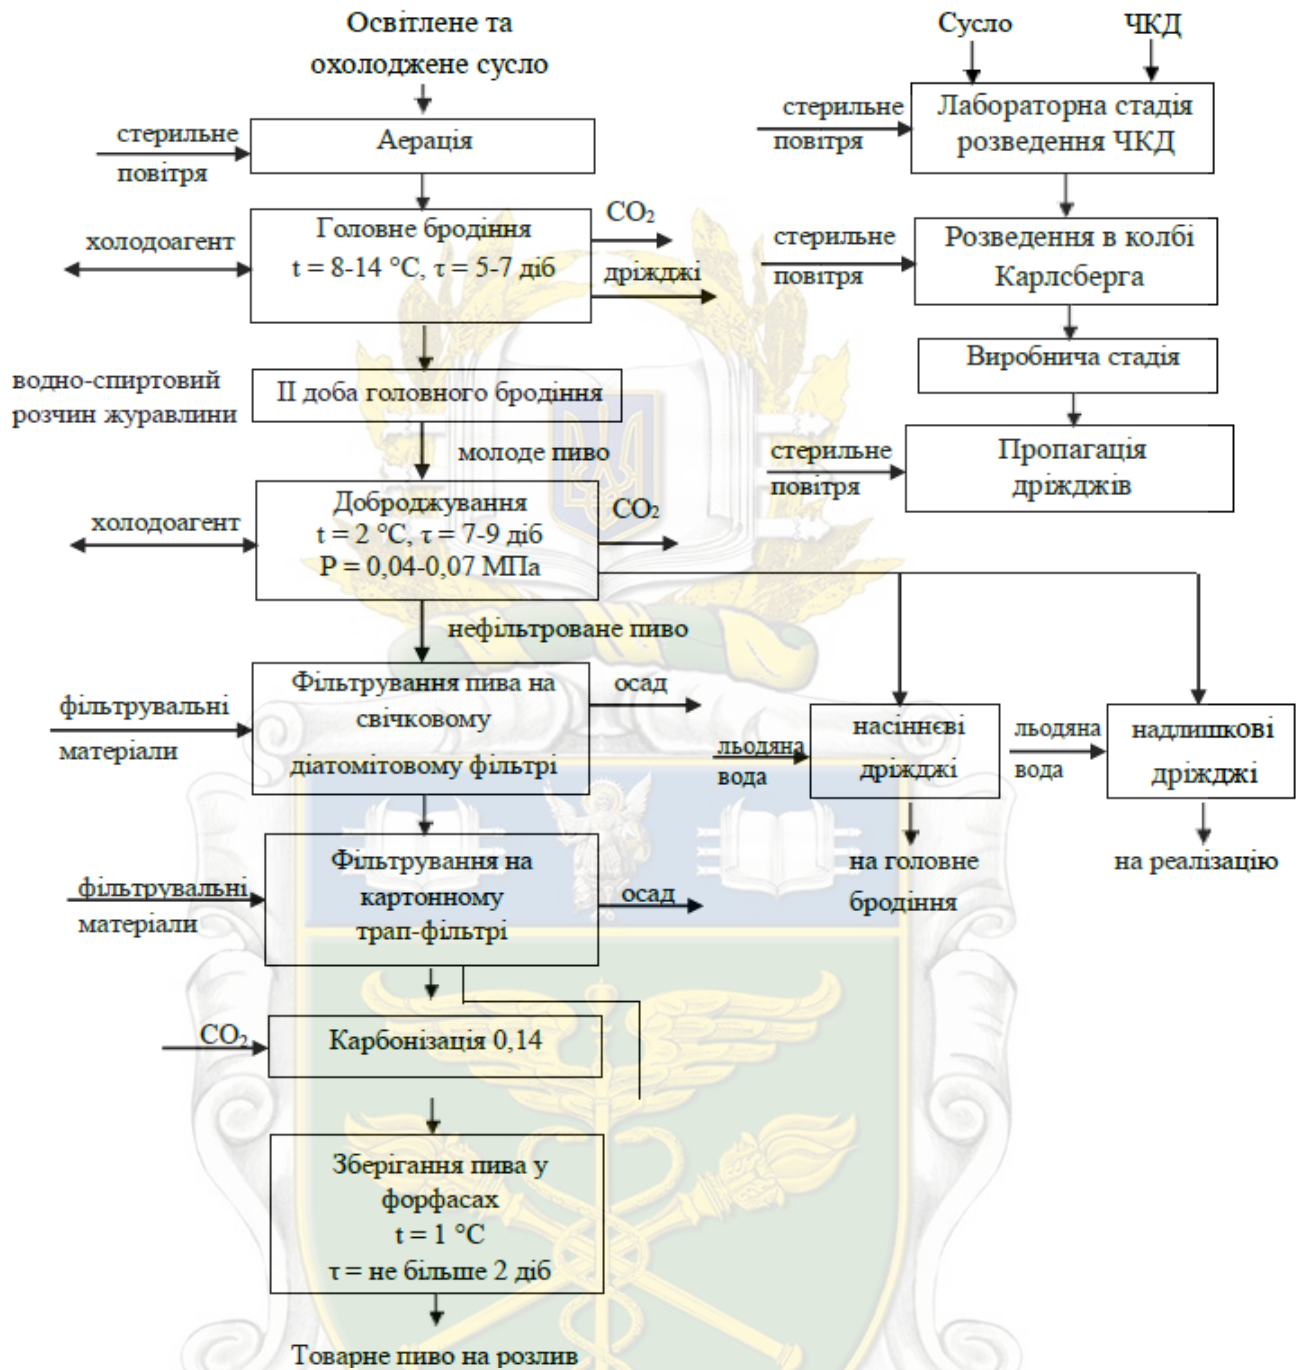 Освітлене та
охолоджене сусло
стерильне
повітря
Аерація
холодоагент
Головне бродіння
t = 8-14 °C, τ = 5-7 діб
CO₂
дріжджі
водно-спиртовий
розчин журавлини
II доба головного бродіння
молоде пиво
холодоагент
Доброджування
t = 2 °C, τ = 7-9 діб
P = 0,04-0,07 МПа
CO₂
нефільтроване пиво
фільтрувальні
матеріали
Фільтрування пива на
свічковому
діатомітовому фільтрі
осад
фільтрувальні
матеріали
Фільтрування на
картонному
трап-фільтрі
осад
CO₂
Карбонізація 0,14
Зберігання пива у
форфасах
t = 1 °C
τ = не більше 2 діб
Товарне пиво на розлив
Сусло
ЧКД
стерильне
повітря
Лабораторна стадія
розведення ЧКД
стерильне
повітря
Розведення в колбі
Карлсберга
Виробнича стадія
стерильне
повітря
Пропагація
дріжджів
льодяна
вода
насіннєві
дріжджі
на головне
бродіння
льодяна
вода
надлишкові
дріжджі
на реалізацію